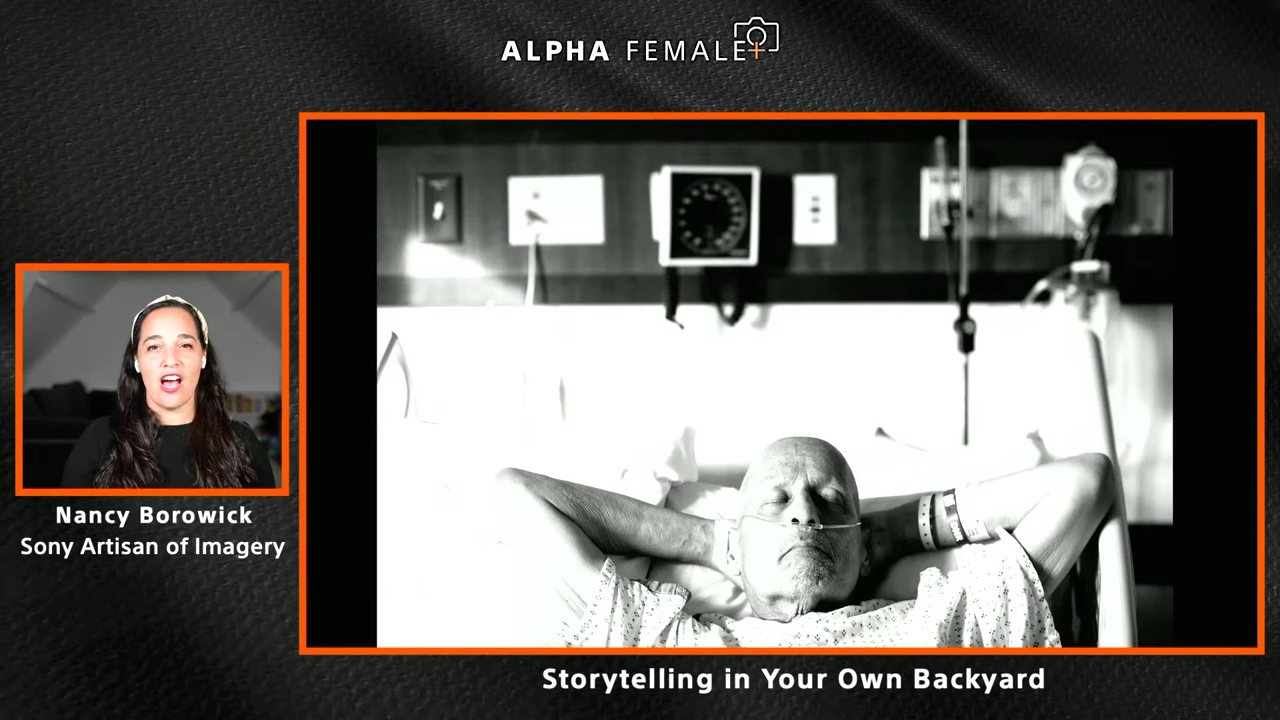 ALPHA FEMALE
Nancy Borowick
Sony Artisan of Imagery
Storytelling in Your Own Backyard